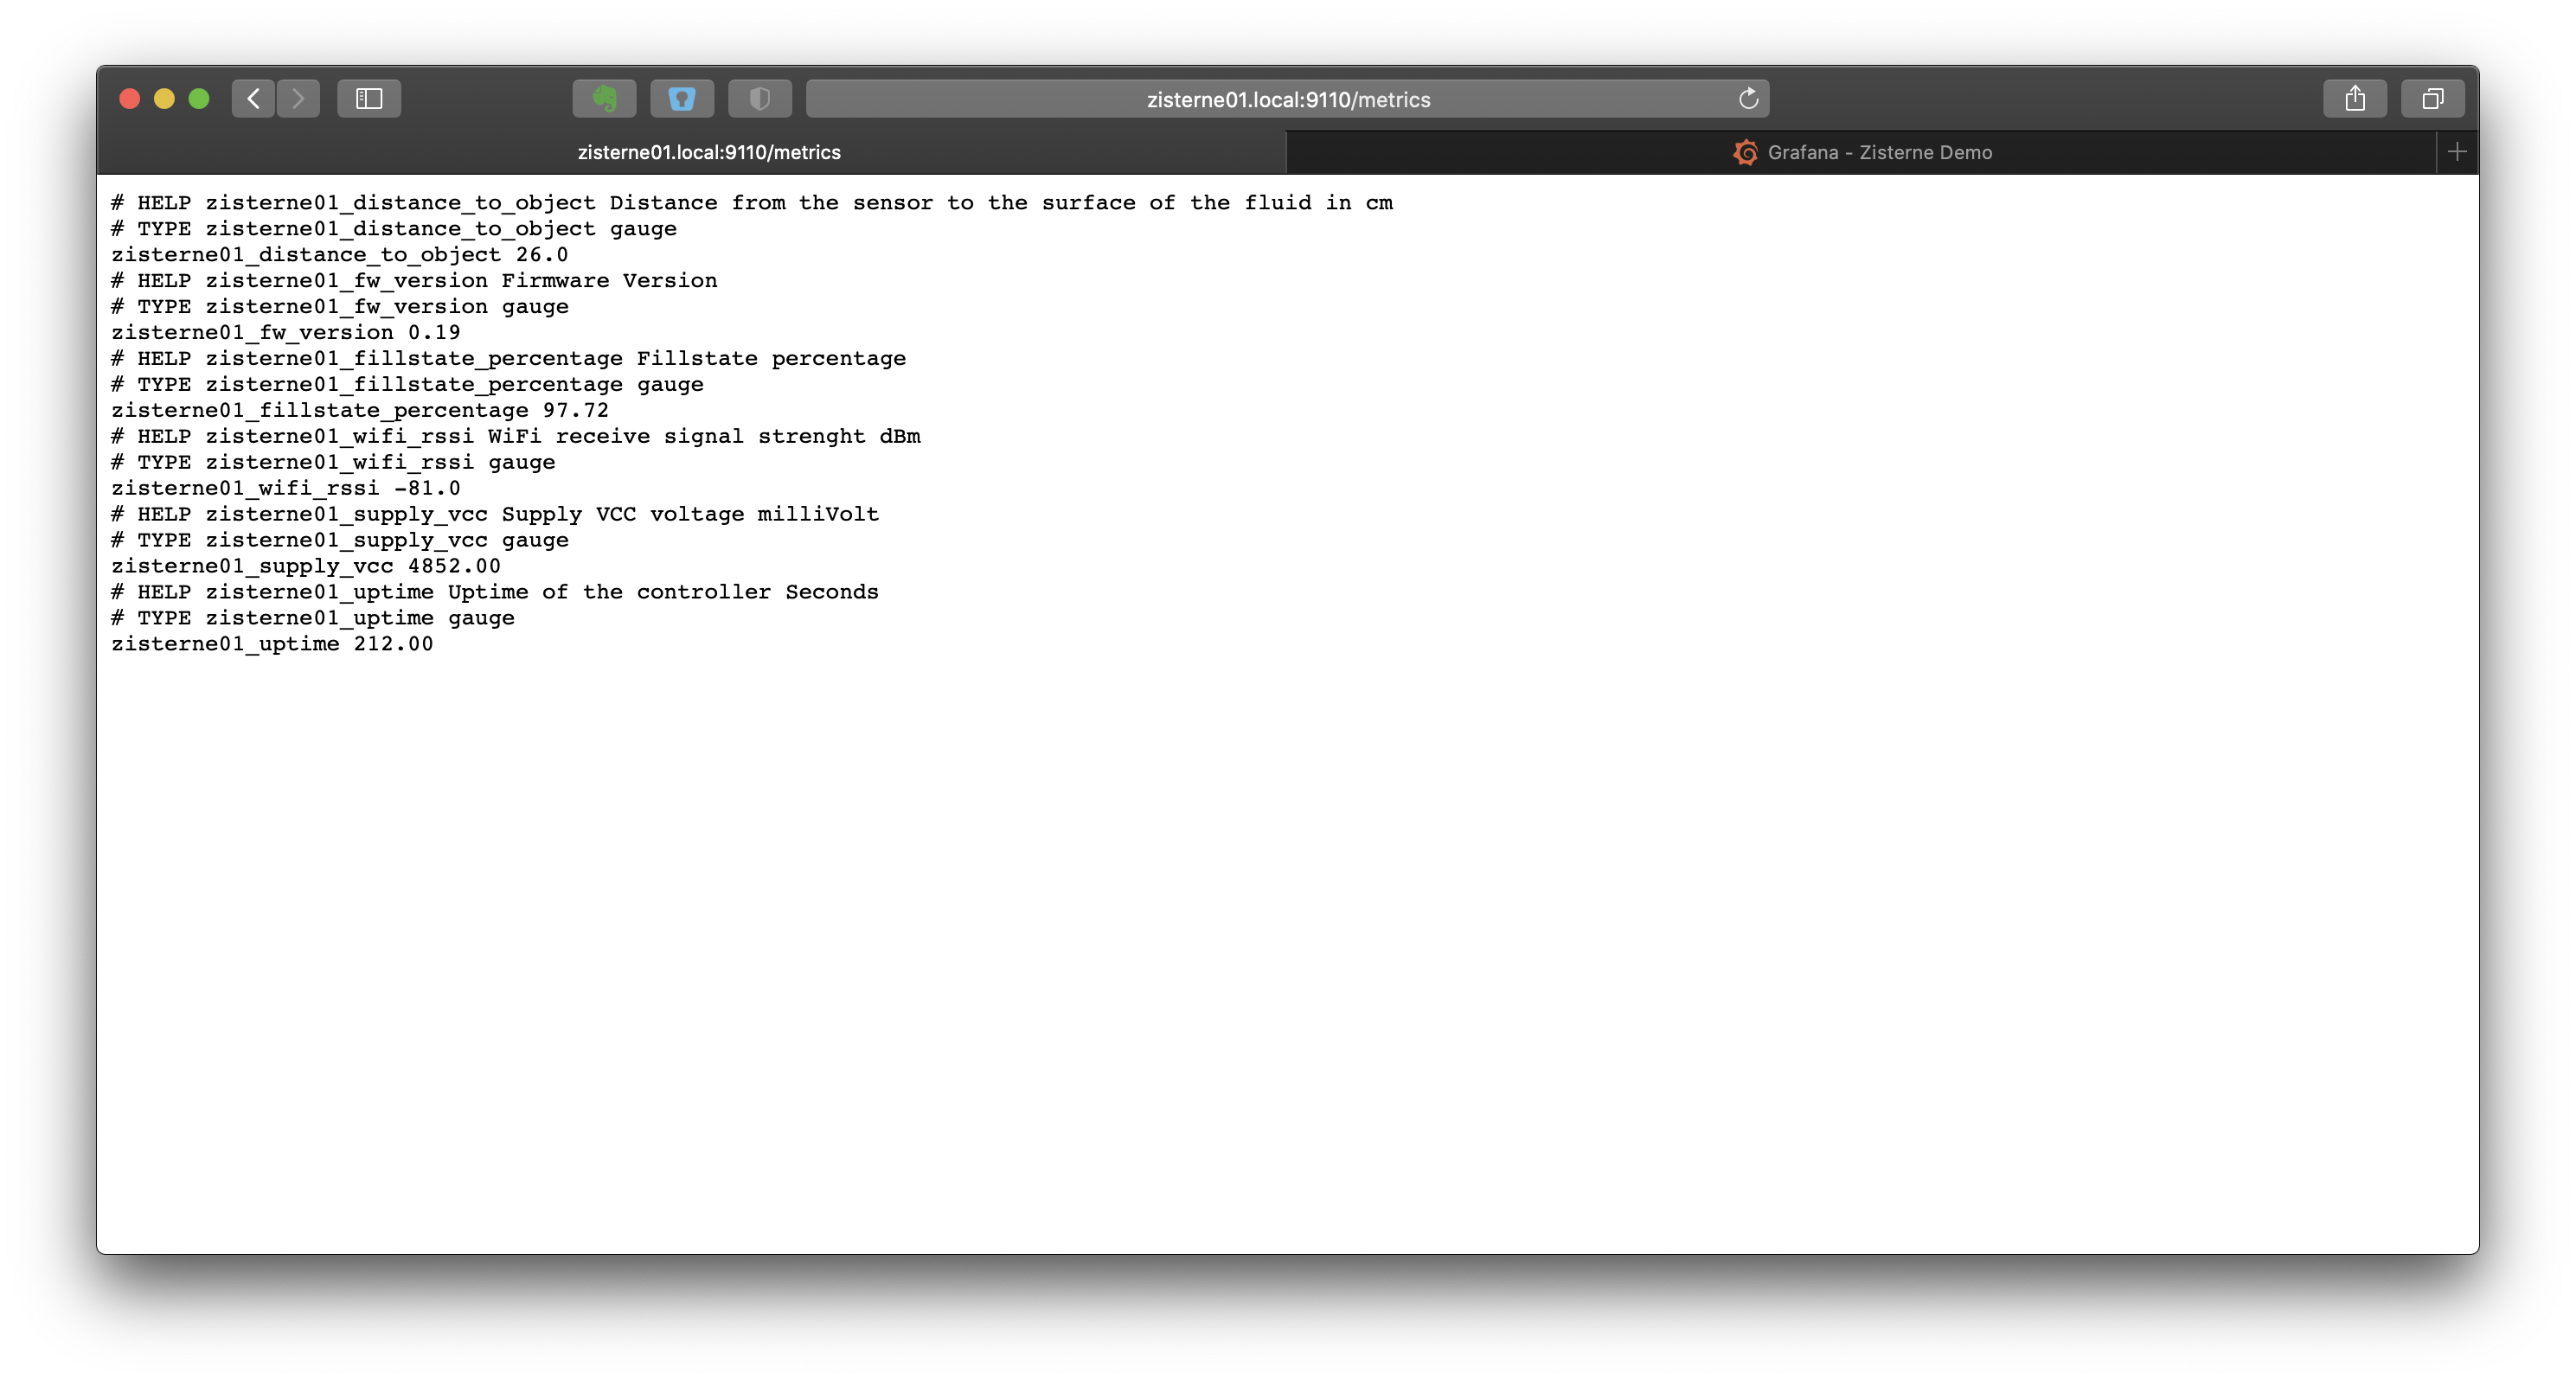 zisterne01.local:9110/metrics
zisterne01.local:9110/metrics
Grafana - Zisterne Demo
# HELP zisterne01_distance_to_object Distance from the sensor to the surface of the fluid in cm
# TYPE zisterne01_distance_to_object gauge
zisterne01_distance_to_object 26.0
# HELP zisterne01_fw_version Firmware Version
# TYPE zisterne01_fw_version gauge
zisterne01_fw_version 0.19
# HELP zisterne01_fillstate_percentage Fillstate percentage
# TYPE zisterne01_fillstate_percentage gauge
zisterne01_fillstate_percentage 97.72
# HELP zisterne01_wifi_rssi WiFi receive signal strenght dBm
# TYPE zisterne01_wifi_rssi gauge
zisterne01_wifi_rssi -81.0
# HELP zisterne01_supply_vcc Supply VCC voltage milliVolt
# TYPE zisterne01_supply_vcc gauge
zisterne01_supply_vcc 4852.00
# HELP zisterne01_uptime Uptime of the controller Seconds
# TYPE zisterne01_uptime gauge
zisterne01_uptime 212.00